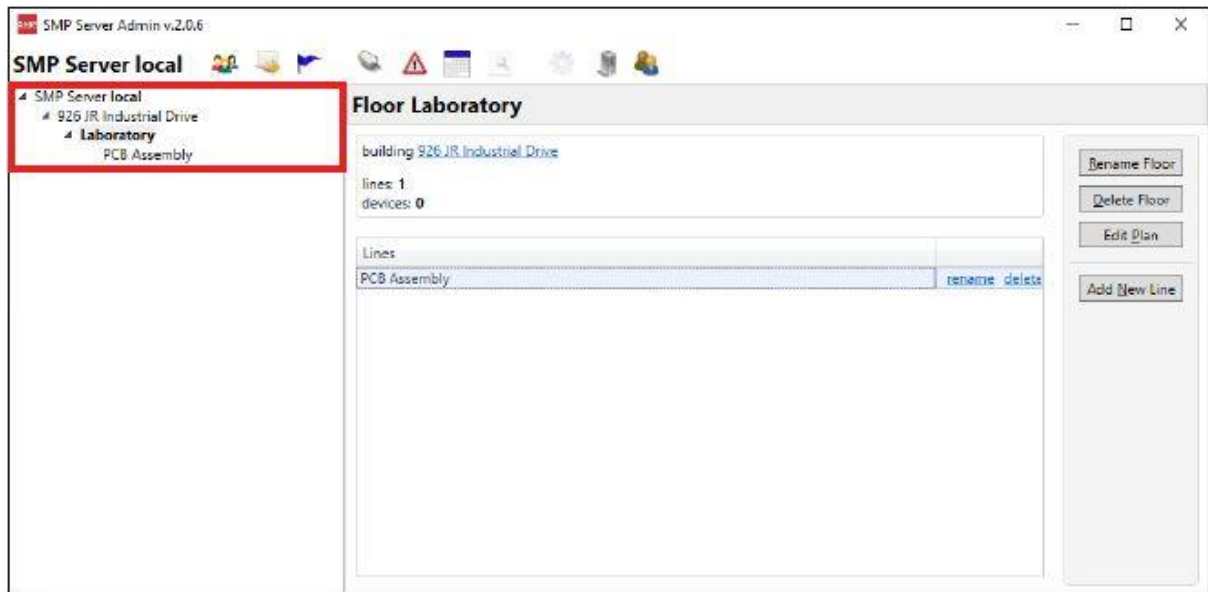 SMP Server Admin v.2.0.6
SMP Server local
SMP Server local
926 JR Industrial Drive
Laboratory
PCB Assembly
Floor Laboratory
building 926 JR Industrial Drive
lines: 1
devices: 0
Lines
PCB Assembly rename delete
Rename Floor
Delete Floor
Edit Plan
Add New Line